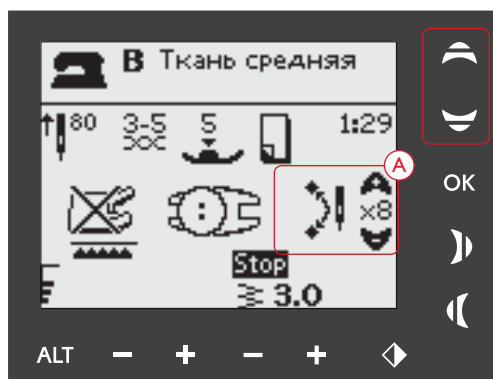 B Ткань средняя
80 3-5 5 1:29
A
x8
OK
Stop
3.0
ALT − + − +